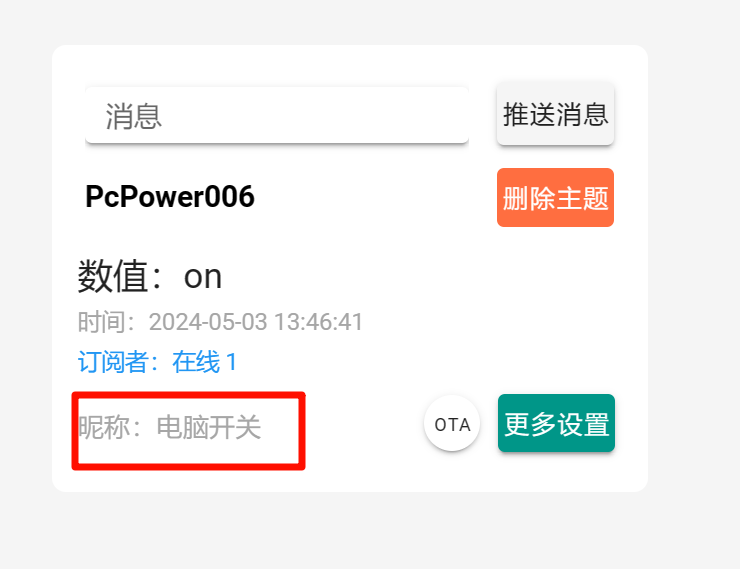 消息
推送消息
PcPower006
删除主题
数值：on
时间：2024-05-03 13:46:41
订阅者：在线 1
昵称：电脑开关
OTA
更多设置